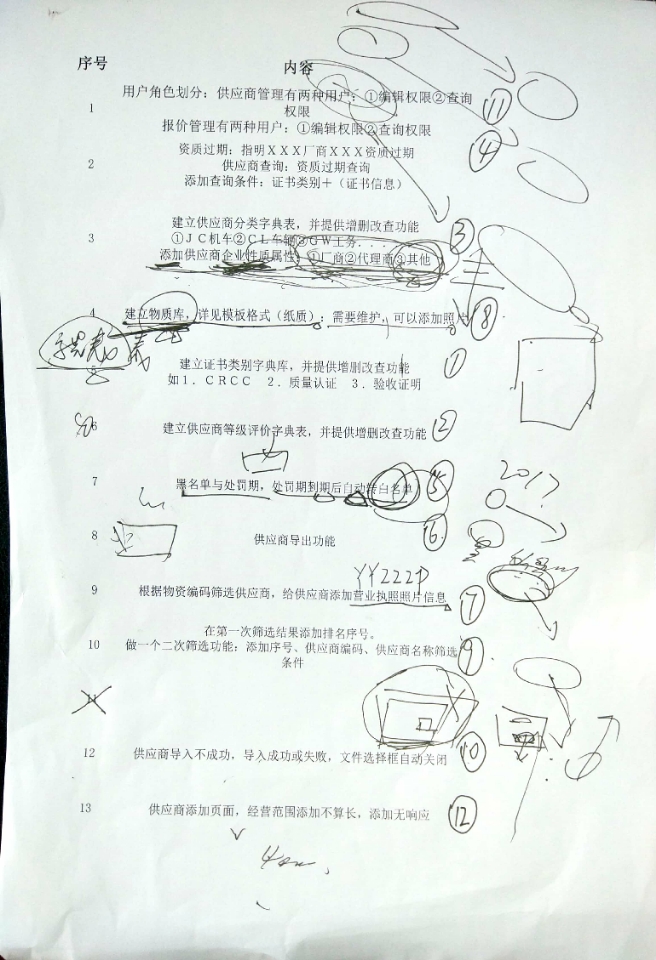 序号 内容
用户角色划分：供应商管理有两种用户：①编辑权限②查询
1 权限
报价管理有两种用户：①编辑权限②查询权限
⑪
资质过期：指明ＸＸＸ厂商ＸＸＸ资质过期
④
2 供应商查询：资质过期查询
添加查询条件：证书类别＋（证书信息）
建立供应商分类字典表，并提供增删改查功能
③
3 ①ＪＣ机车②ＣＬ车辆③ＧＷ工务....
添加供应商企业性质属性：①厂商②代理商③其他
4 建立物质库，详见模板格式（纸质）；需要维护，可以添加照片
⑧
字典表
建立证书类别字典库，并提供增删改查功能
①
5 如１．ＣＲＣＣ ２．质量认证 ３．验收证明
6 建立供应商等级评价字典表，并提供增删改查功能
②
7 黑名单与处罚期，处罚期到期后自动转白名单
⑤
2017
8 供应商导出功能
⑥
YY222P
9 根据物资编码筛选供应商，给供应商添加营业执照照片信息
⑦
在第一次筛选结果添加排名序号。
10 做一个二次筛选功能：添加序号、供应商编码、供应商名称筛选
⑨
条件
11
12 供应商导入不成功，导入成功或失败，文件选择框自动关闭
⑩
13 供应商添加页面，经营范围添加不算长，添加无响应
⑫